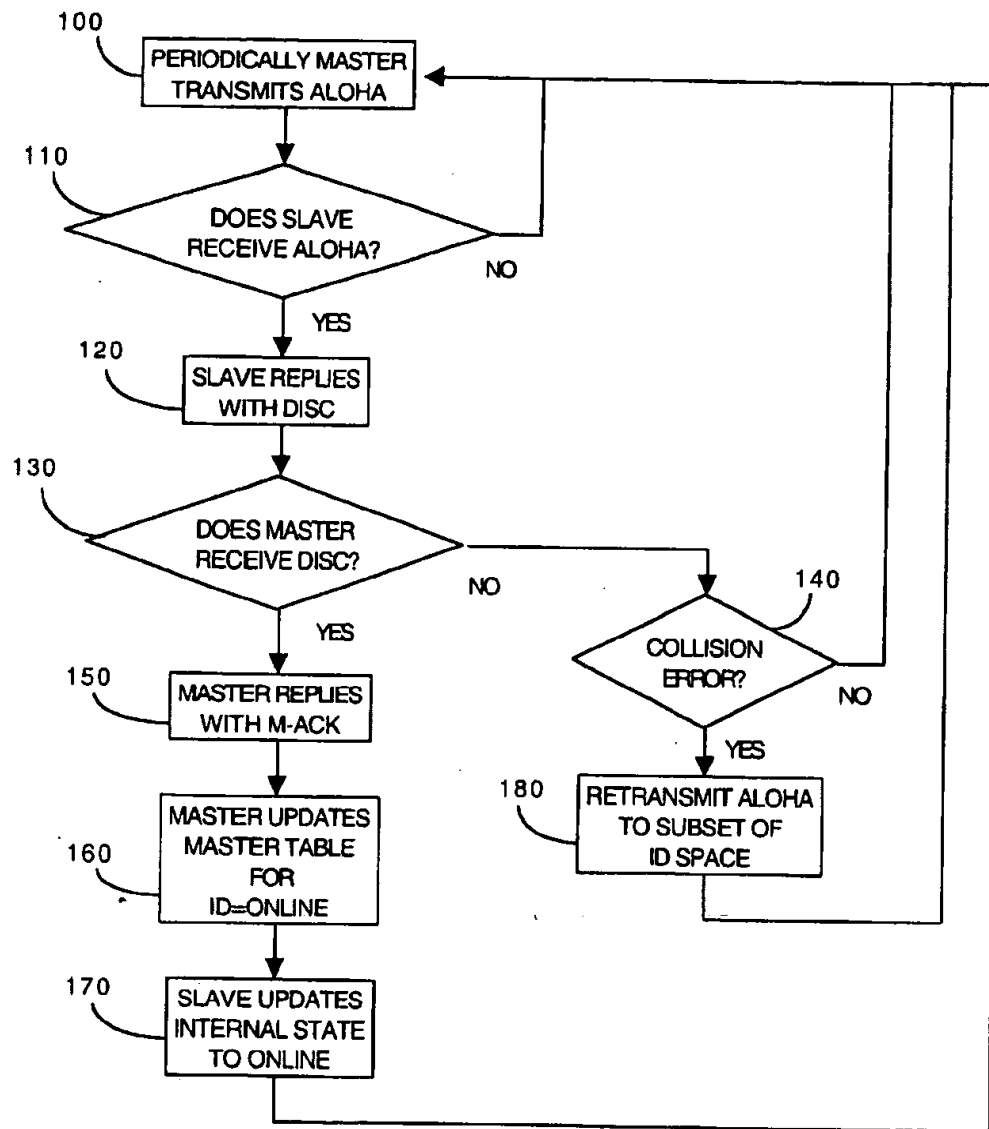 100
PERIODICALLY MASTER
TRANSMITS ALOHA
110
DOES SLAVE
RECEIVE ALOHA?
NO
YES
120
SLAVE REPLIES
WITH DISC
130
DOES MASTER
RECEIVE DISC?
NO
YES
140
COLLISION
ERROR?
NO
YES
150
MASTER REPLIES
WITH M-ACK
180
RETRANSMIT ALOHA
TO SUBSET OF
ID SPACE
160
MASTER UPDATES
MASTER TABLE
FOR
ID=ONLINE
170
SLAVE UPDATES
INTERNAL STATE
TO ONLINE